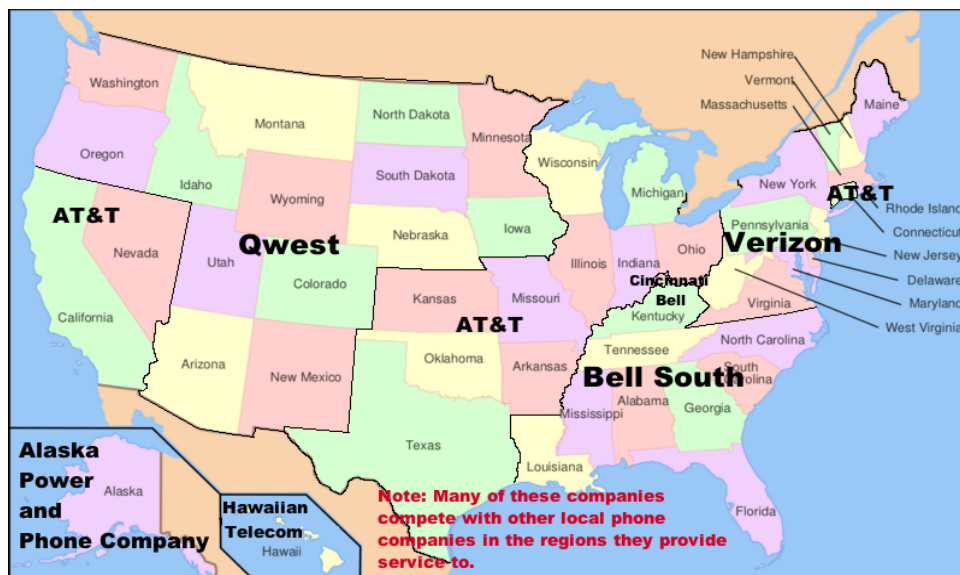 New Hampshire
Vermont
Massachusetts
Washington
Montana
North Dakota
Minnesota
Maine
Oregon
Idaho
Wyoming
South Dakota
Wisconsin
Michigan
New York
AT&T
Rhode Island
Connecticut
AT&T
Nevada
Utah
Qwest
Colorado
Nebraska
Iowa
Illinois
Indiana
Ohio
Pennsylvania
Verizon
New Jersey
Delaware
Maryland
West Virginia
Virginia
California
Kansas
Missouri
AT&T
Cincinnati
Bell
Kentucky
Arizona
New Mexico
Oklahoma
Arkansas
Tennessee
North Carolina
South
Carolina
Bell South
Mississippi
Alabama
Georgia
Texas
Louisiana
Florida
Alaska
Power
and
Phone Company
Alaska
Hawaiian
Telecom
Hawaii
Note: Many of these companies
compete with other local phone
companies in the regions they provide
service to.